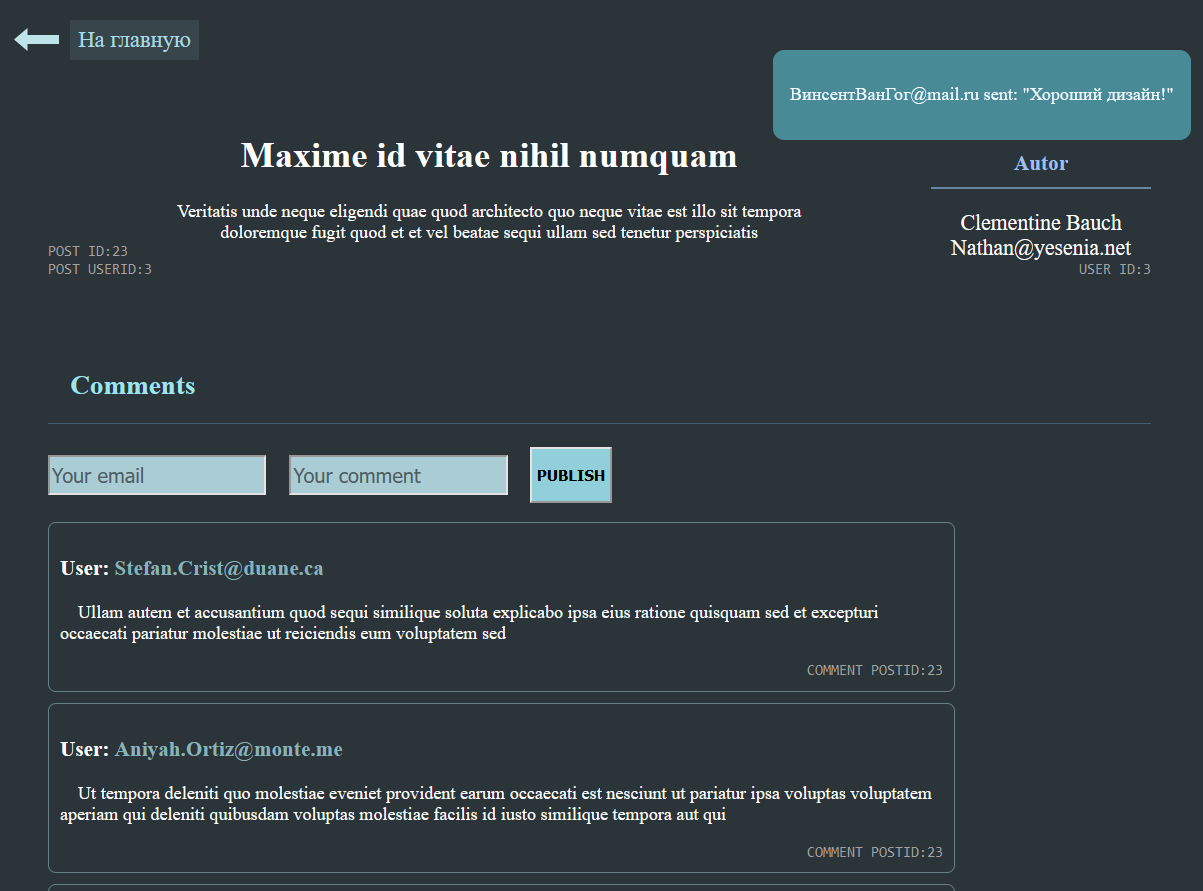 На главную
ВинсентВанГог@mail.ru sent: "Хороший дизайн!"
Maxime id vitae nihil numquam
Veritatis unde neque eligendi quae quod architecto quo neque vitae est illo sit tempora
doloremque fugit quod et et vel beatae sequi ullam sed tenetur perspiciatis
POST ID:23
POST USERID:3
Autor
Clementine Bauch
Nathan@yesenia.net
USER ID:3
Comments
Your email
Your comment
PUBLISH
User: Stefan.Crist@duane.ca
Ullam autem et accusantium quod sequi similique soluta explicabo ipsa eius ratione quisquam sed et excepturi
occaecati pariatur molestiae ut reiciendis eum voluptatem sed
COMMENT POSTID:23
User: Aniyah.Ortiz@monte.me
Ut tempora deleniti quo molestiae eveniet provident earum occaecati est nesciunt ut pariatur ipsa voluptas voluptatem
aperiam qui deleniti quibusdam voluptas molestiae facilis id iusto similique tempora aut qui
COMMENT POSTID:23